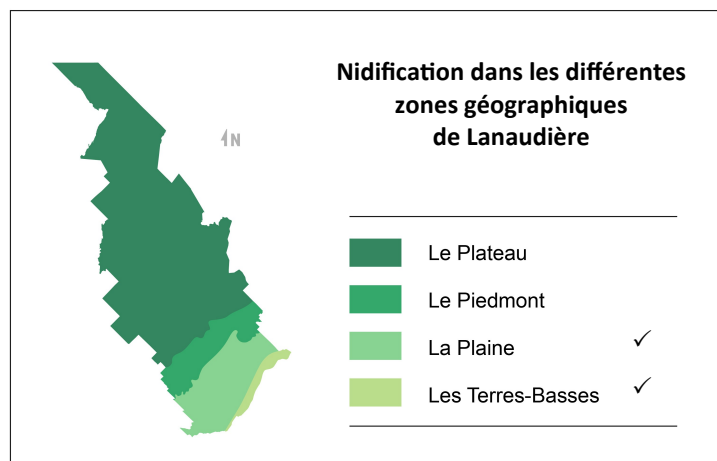 Nidification dans les différentes
zones géographiques
de Lanaudière
N
Le Plateau
Le Piedmont
La Plaine ✓
Les Terres-Basses ✓